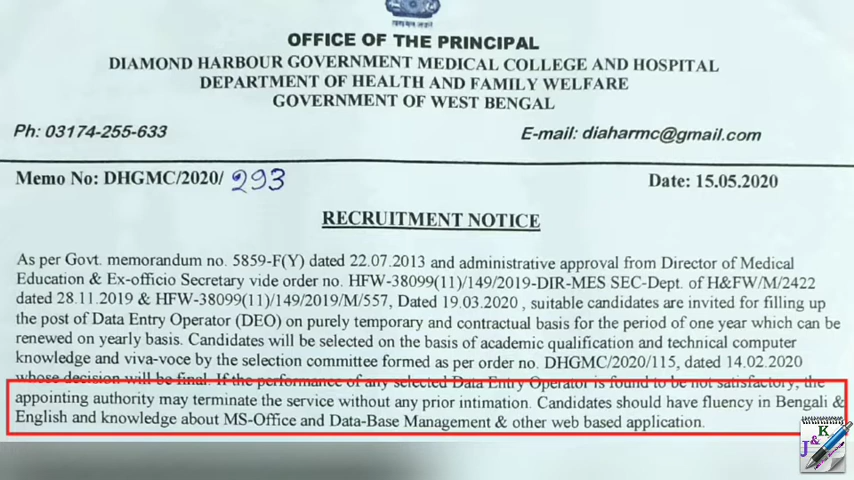 OFFICE OF THE PRINCIPAL
DIAMOND HARBOUR GOVERNMENT MEDICAL COLLEGE AND HOSPITAL
DEPARTMENT OF HEALTH AND FAMILY WELFARE
GOVERNMENT OF WEST BENGAL
Ph: 03174-255-633 E-mail: diaharmc@gmail.com
Memo No: DHGMC/2020/ 293 Date: 15.05.2020
RECRUITMENT NOTICE
As per Govt. memorandum no. 5859-F(Y) dated 22.07.2013 and administrative approval from Director of Medical
Education & Ex-officio Secretary vide order no. HFW-38099(11)/149/2019-DIR-MES SEC-Dept. of H&FW/M/2422
dated 28.11.2019 & HFW-38099(11)/149/2019/M/557, Dated 19.03.2020 , suitable candidates are invited for filling up
the post of Data Entry Operator (DEO) on purely temporary and contractual basis for the period of one year which can be
renewed on yearly basis. Candidates will be selected on the basis of academic qualification and technical computer
knowledge and viva-voce by the selection committee formed as per order no. DHGMC/2020/115, dated 14.02.2020
whose decision will be final. If the performance of any selected Data Entry Operator is found to be not satisfactory, the
appointing authority may terminate the service without any prior intimation. Candidates should have fluency in Bengali &
English and knowledge about MS-Office and Data-Base Management & other web based application.
J&K